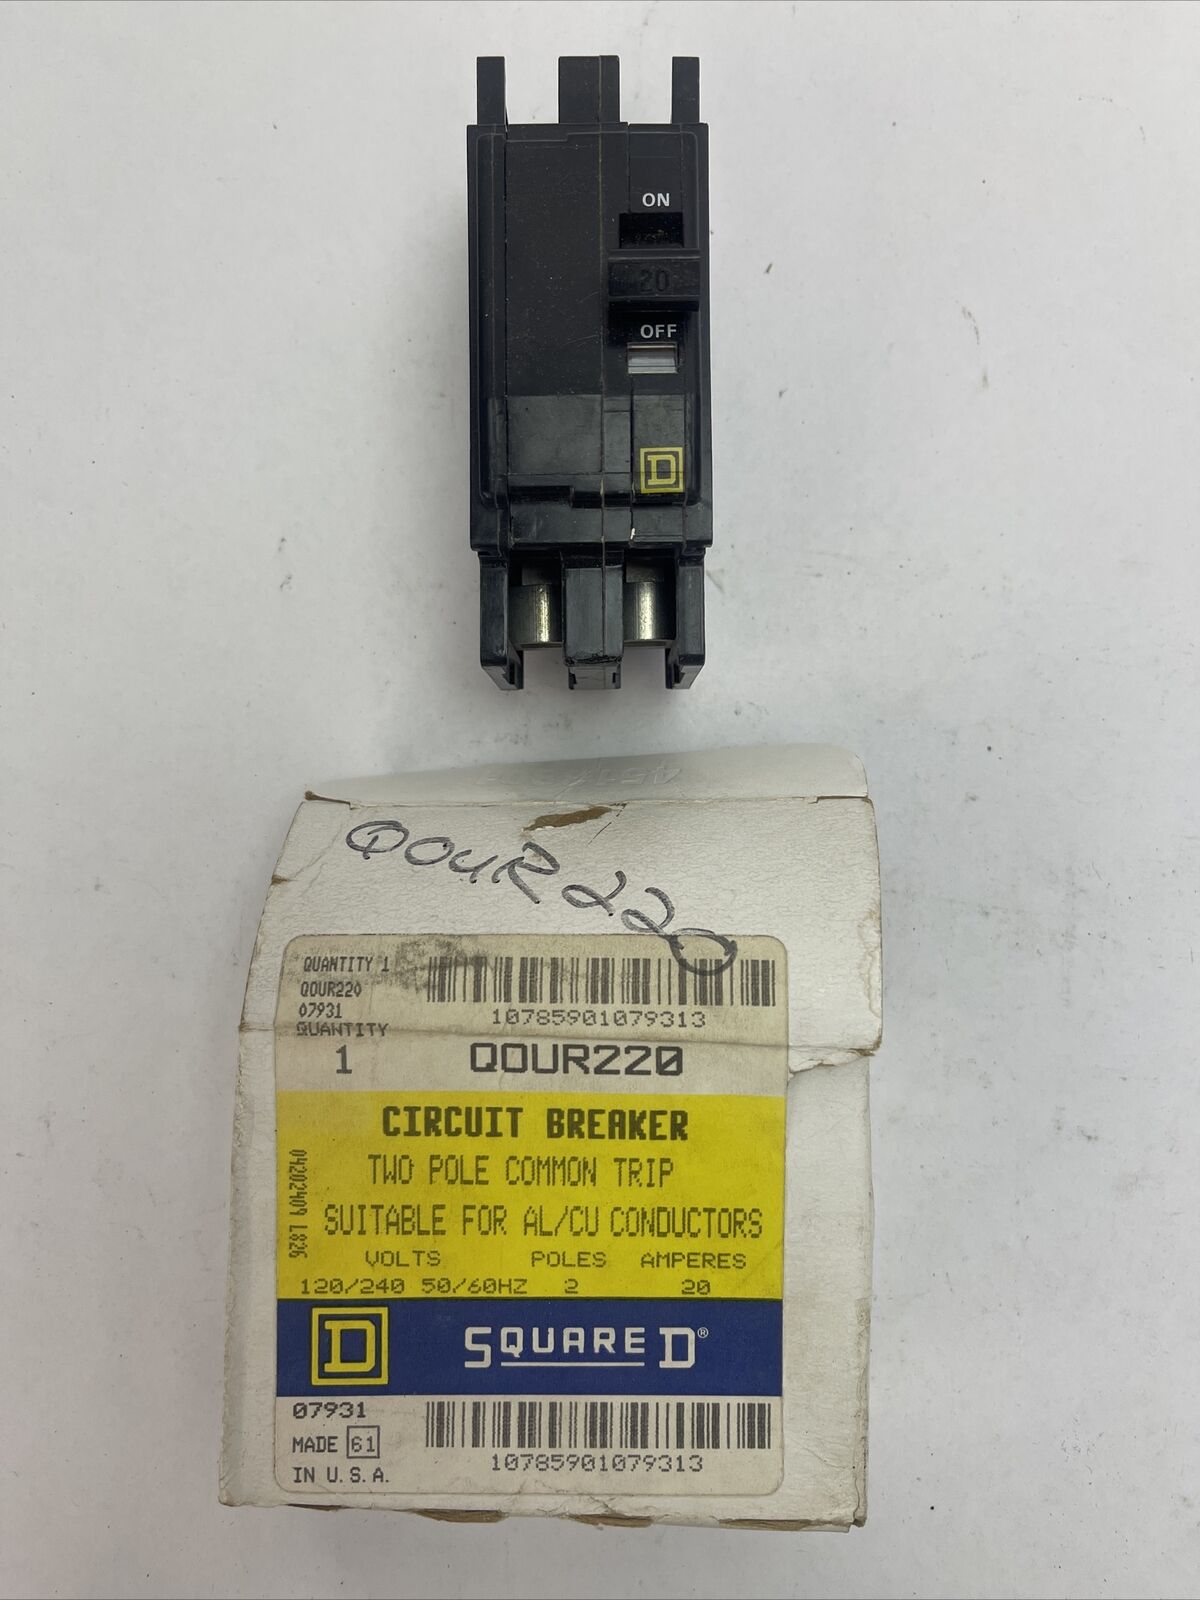 ON
20
OFF
D
QOUR220
QUANTITY 1
QOUR220
07931
10785901079313
QUANTITY
1
QOUR220
CIRCUIT BREAKER
TWO POLE COMMON TRIP
SUITABLE FOR AL/CU CONDUCTORS
VOLTS POLES AMPERES
120/240 50/60HZ 2 20
04202409 L826
D SQUARE D®
07931
MADE 61
IN U.S.A.
10785901079313